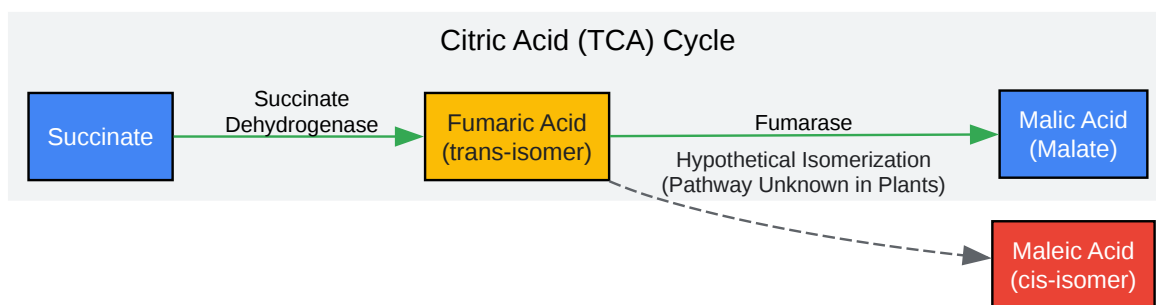 Citric Acid (TCA) Cycle
Succinate
Succinate
Dehydrogenase
Fumaric Acid
(trans-isomer)
Fumarase
Hypothetical Isomerization
(Pathway Unknown in Plants)
Malic Acid
(Malate)
Maleic Acid
(cis-isomer)